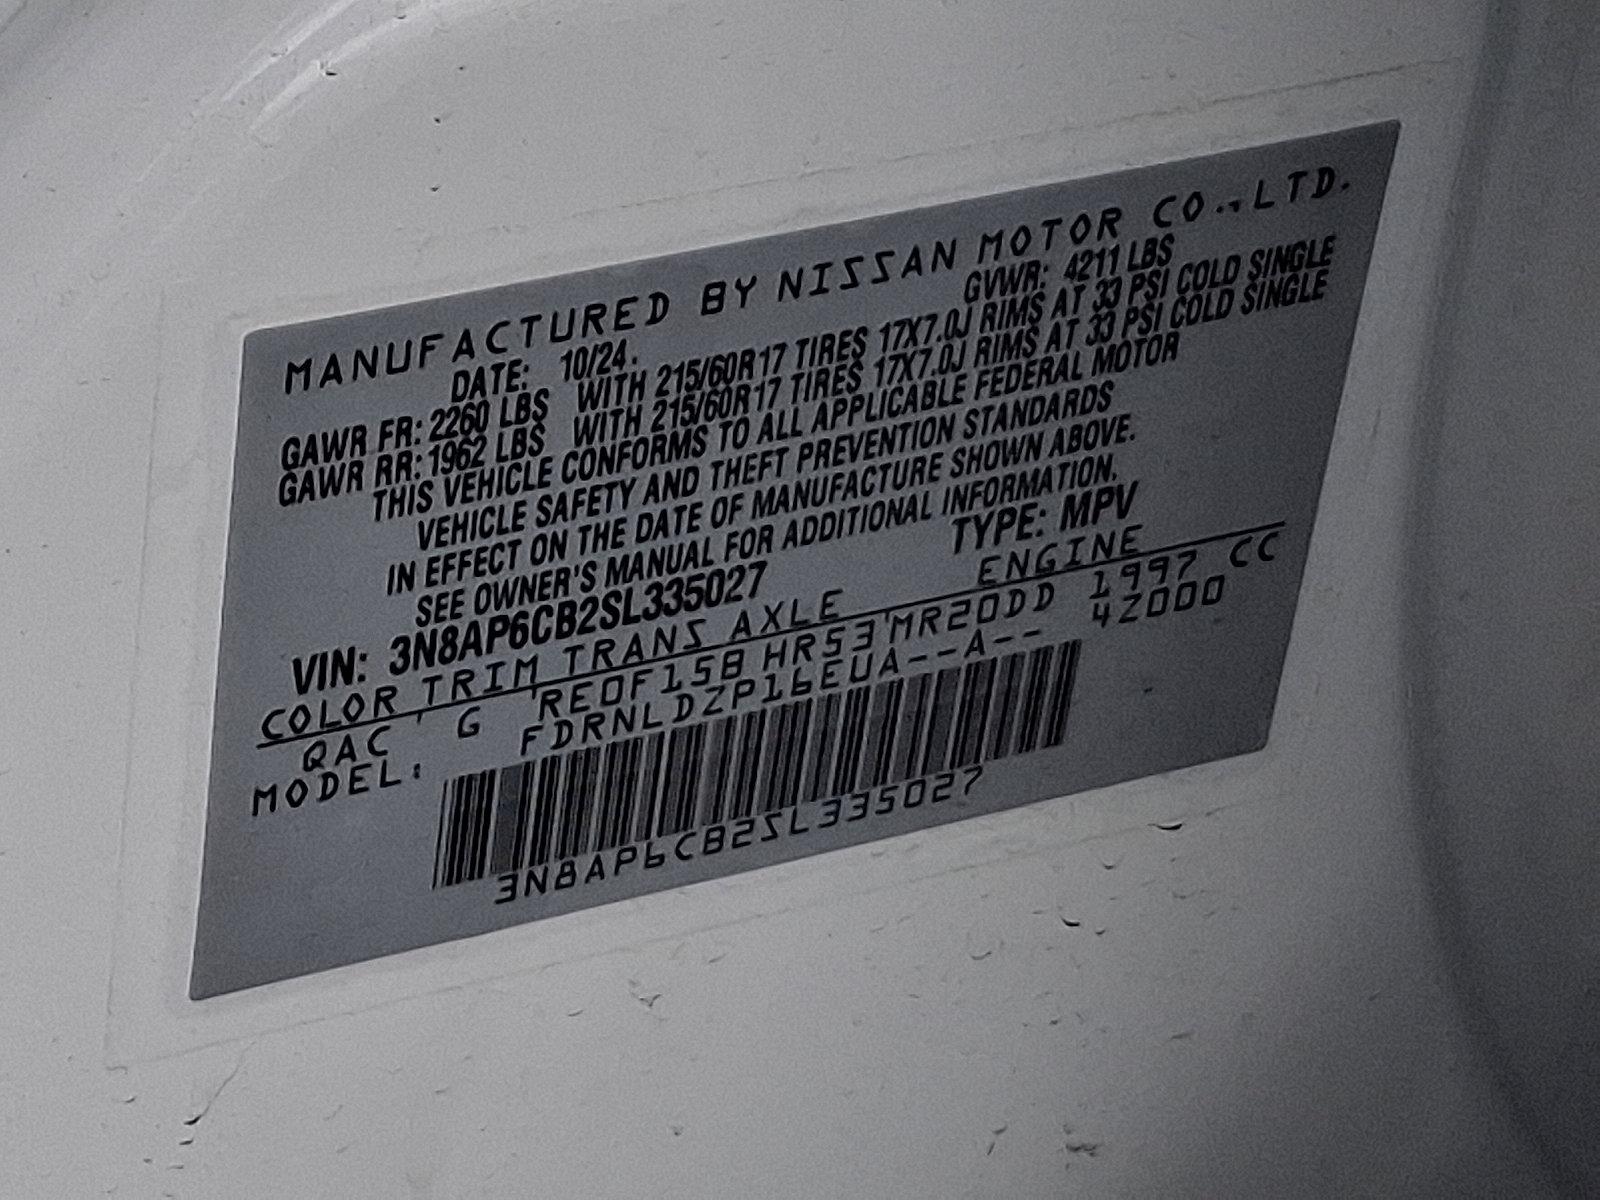 MANUFACTURED BY NISSAN MOTOR CO.,LTD.
DATE: 10/24. GVWR: 4211 LBS
GAWR FR: 2260 LBS WITH 215/60R17 TIRES 17X7.0J RIMS AT 33 PSI COLD SINGLE
GAWR RR: 1962 LBS WITH 215/60R17 TIRES 17X7.0J RIMS AT 33 PSI COLD SINGLE
THIS VEHICLE CONFORMS TO ALL APPLICABLE FEDERAL MOTOR
VEHICLE SAFETY AND THEFT PREVENTION STANDARDS
IN EFFECT ON THE DATE OF MANUFACTURE SHOWN ABOVE.
SEE OWNER'S MANUAL FOR ADDITIONAL INFORMATION.
VIN: 3N8AP6CB2SL335027 TYPE: MPV
COLOR TRIM TRANS AXLE ENGINE
QAC G RE0F15B HR53 MR20DD 1997 CC
MODEL: FDRNLDZP16EUA--A-- 4Z000
3N8AP6CB2SL335027